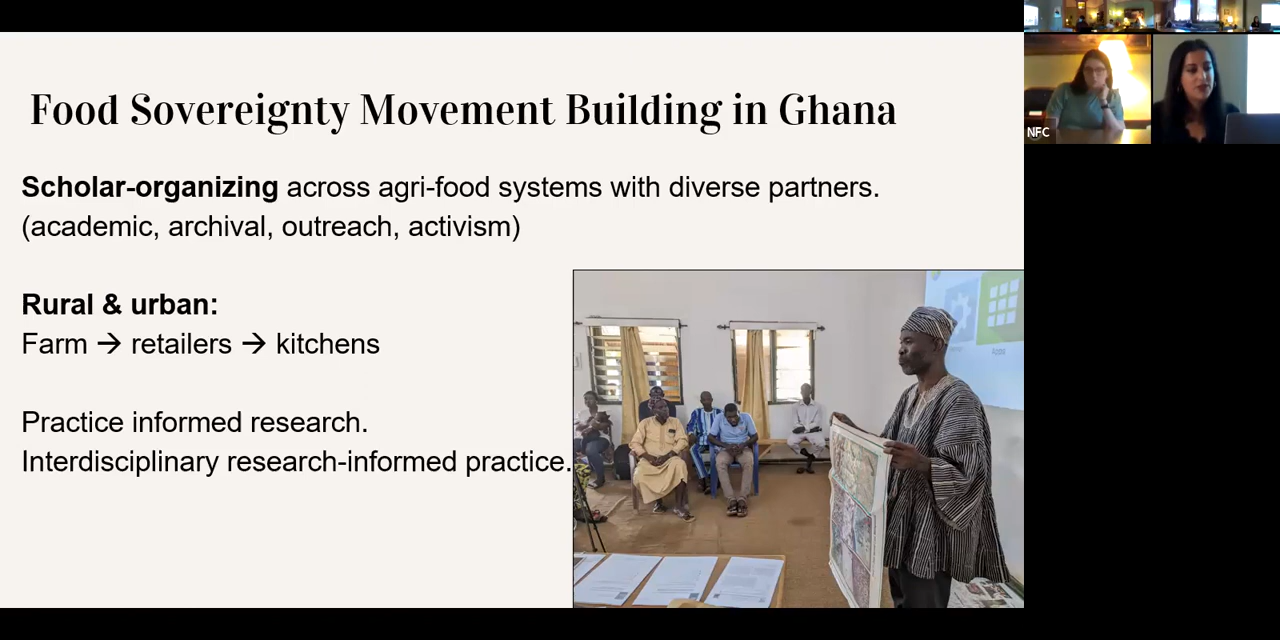 Food Sovereignty Movement Building in Ghana
Scholar-organizing across agri-food systems with diverse partners.
(academic, archival, outreach, activism)
Rural & urban:
Farm → retailers → kitchens
Practice informed research.
Interdisciplinary research-informed practice.
NFC